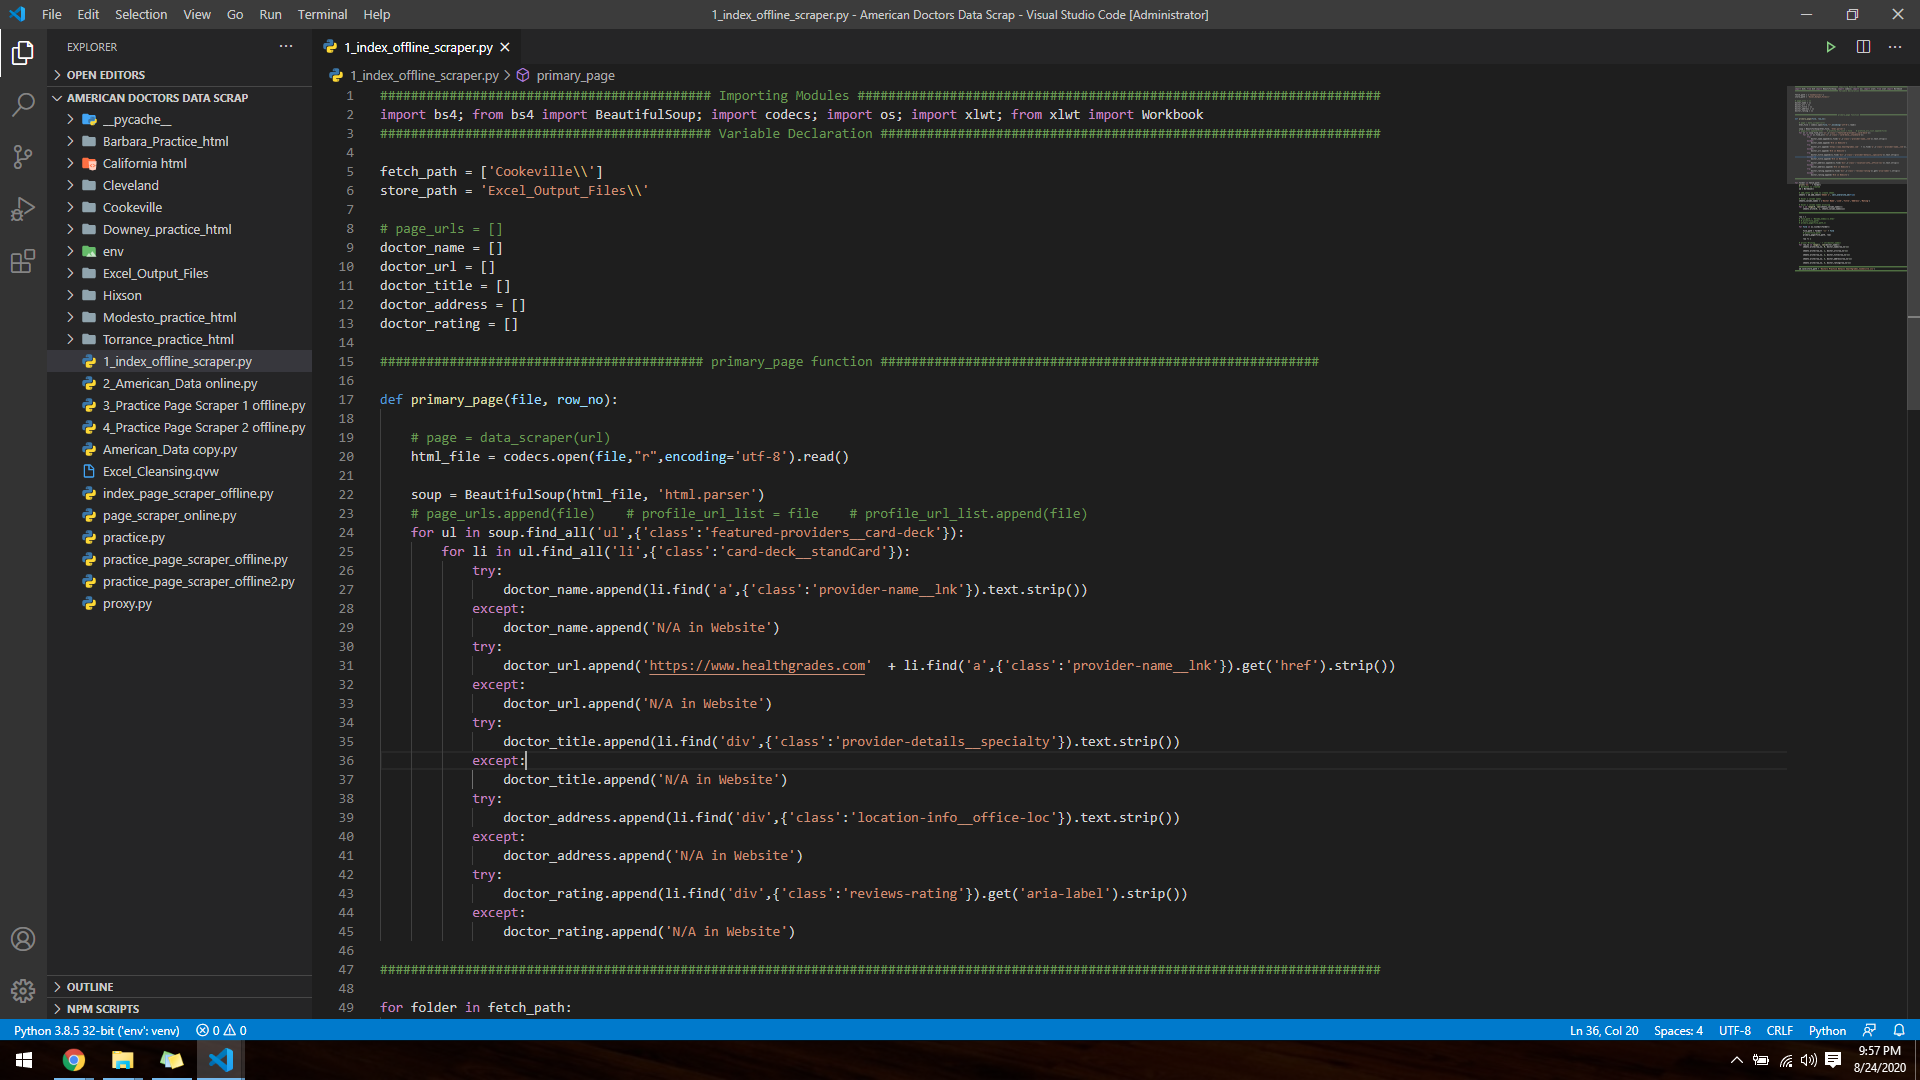 File Edit Selection View Go Run Terminal Help
1_index_offline_scraper.py - American Doctors Data Scrap - Visual Studio Code [Administrator]
EXPLORER
OPEN EDITORS
AMERICAN DOCTORS DATA SCRAP
__pycache__
Barbara_Practice_html
California html
Cleveland
Cookeville
Downey_practice_html
env
Excel_Output_Files
Hixson
Modesto_practice_html
Torrance_practice_html
1_index_offline_scraper.py
2_American_Data online.py
3_Practice Page Scraper 1 offline.py
4_Practice Page Scraper 2 offline.py
American_Data copy.py
Excel_Cleansing.qvw
index_page_scraper_offline.py
page_scraper_online.py
practice.py
practice_page_scraper_offline.py
practice_page_scraper_offline2.py
proxy.py
OUTLINE
NPM SCRIPTS
1_index_offline_scraper.py
1_index_offline_scraper.py > primary_page
1 ########################################### Importing Modules ####################################################################
2 import bs4; from bs4 import BeautifulSoup; import codecs; import os; import xlwt; from xlwt import Workbook
3 ########################################### Variable Declaration #################################################################
4
5 fetch_path = ['Cookeville\\']
6 store_path = 'Excel_Output_Files\\'
7
8 # page_urls = []
9 doctor_name = []
10 doctor_url = []
11 doctor_title = []
12 doctor_address = []
13 doctor_rating = []
14
15 ########################################## primary_page function #########################################################
16
17 def primary_page(file, row_no):
18
19 # page = data_scraper(url)
20 html_file = codecs.open(file,"r",encoding='utf-8').read()
21
22 soup = BeautifulSoup(html_file, 'html.parser')
23 # page_urls.append(file)    # profile_url_list = file    # profile_url_list.append(file)
24 for ul in soup.find_all('ul',{'class':'featured-providers__card-deck'}):
25 for li in ul.find_all('li',{'class':'card-deck__standCard'}):
26 try:
27 doctor_name.append(li.find('a',{'class':'provider-name__lnk'}).text.strip())
28 except:
29 doctor_name.append('N/A in Website')
30 try:
31 doctor_url.append('https://www.healthgrades.com'  + li.find('a',{'class':'provider-name__lnk'}).get('href').strip())
32 except:
33 doctor_url.append('N/A in Website')
34 try:
35 doctor_title.append(li.find('div',{'class':'provider-details__specialty'}).text.strip())
36 except:
37 doctor_title.append('N/A in Website')
38 try:
39 doctor_address.append(li.find('div',{'class':'location-info__office-loc'}).text.strip())
40 except:
41 doctor_address.append('N/A in Website')
42 try:
43 doctor_rating.append(li.find('div',{'class':'reviews-rating'}).get('aria-label').strip())
44 except:
45 doctor_rating.append('N/A in Website')
46
47 ##################################################################################################################################
48
49 for folder in fetch_path:
Python 3.8.5 32-bit ('env': venv) 0 0 Ln 36, Col 20 Spaces: 4 UTF-8 CRLF Python
9:57 PM
8/24/2020